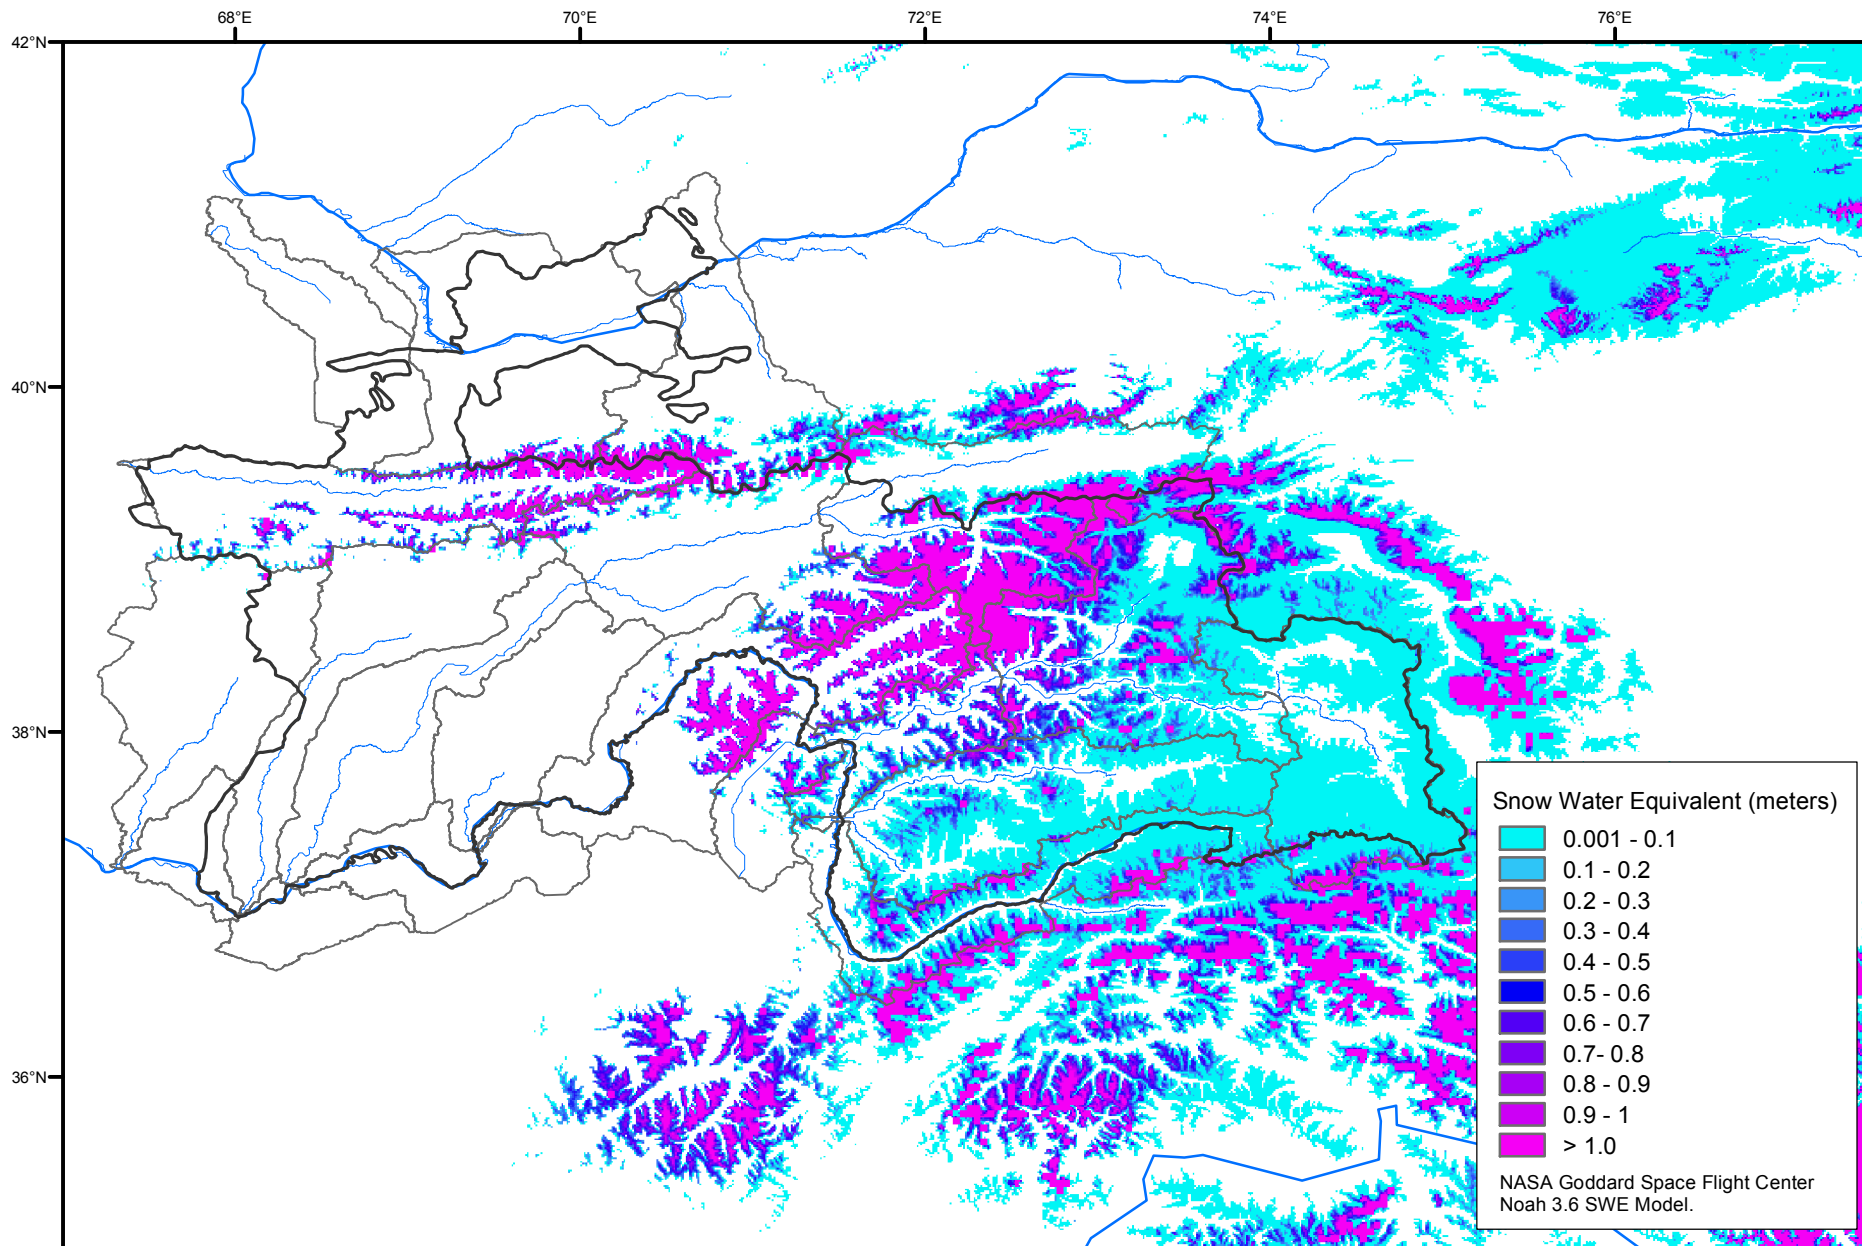 68°E
70°E
72°E
74°E
76°E
42°N
40°N
38°N
36°N
Snow Water Equivalent (meters)
0.001 - 0.1
0.1 - 0.2
0.2 - 0.3
0.3 - 0.4
0.4 - 0.5
0.5 - 0.6
0.6 - 0.7
0.7- 0.8
0.8 - 0.9
0.9 - 1
> 1.0
NASA Goddard Space Flight Center
Noah 3.6 SWE Model.